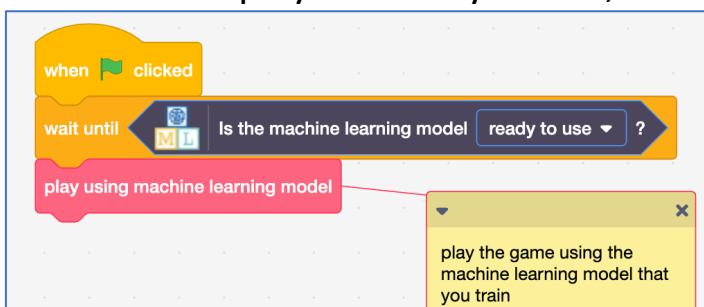 when clicked
wait until ML Is the machine learning model ready to use ?
play using machine learning model
play the game using the
machine learning model that
you train